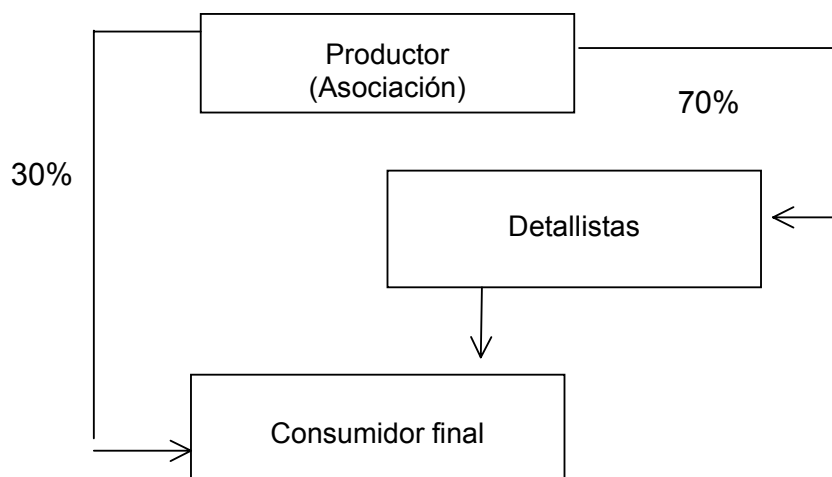 Productor
(Asociación)
70%
30%
Detallistas
Consumidor final